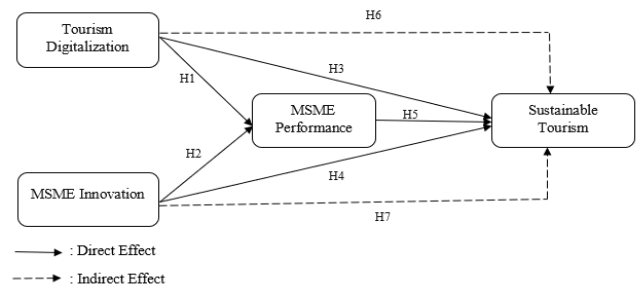 Tourism
Digitalization
H6
H1
H3
MSME
Performance
H5
Sustainable
Tourism
H2
H4
MSME Innovation
H7
: Direct Effect
: Indirect Effect